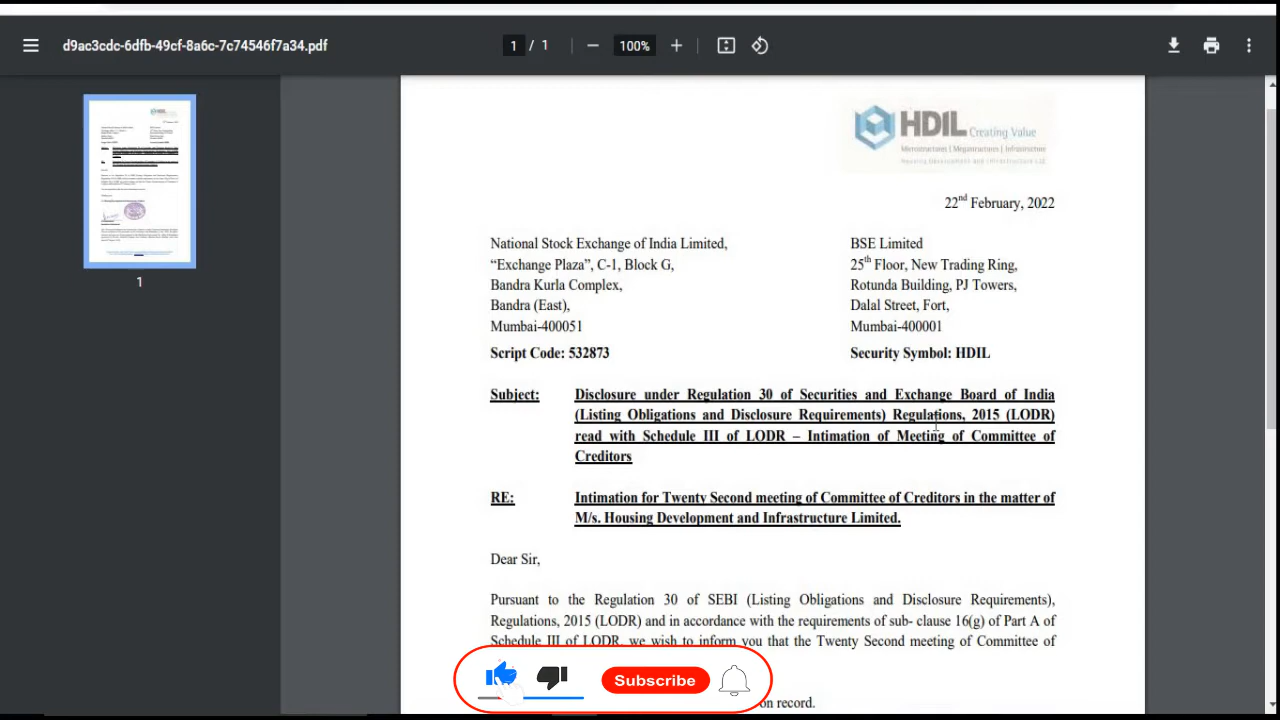 d9ac3cdc-6dfb-49cf-8a6c-7c74546f7a34.pdf
1 / 1
100%
1
HDIL Creating Value
Microstructures | Megastructures | Infrastructure
Housing Development and Infrastructure Ltd.
22nd February, 2022
National Stock Exchange of India Limited,
“Exchange Plaza”, C-1, Block G,
Bandra Kurla Complex,
Bandra (East),
Mumbai-400051
Script Code: 532873
BSE Limited
25th Floor, New Trading Ring,
Rotunda Building, PJ Towers,
Dalal Street, Fort,
Mumbai-400001
Security Symbol: HDIL
Subject: Disclosure under Regulation 30 of Securities and Exchange Board of India
(Listing Obligations and Disclosure Requirements) Regulations, 2015 (LODR)
read with Schedule III of LODR – Intimation of Meeting of Committee of
Creditors
RE: Intimation for Twenty Second meeting of Committee of Creditors in the matter of
M/s. Housing Development and Infrastructure Limited.
Dear Sir,
Pursuant to the Regulation 30 of SEBI (Listing Obligations and Disclosure Requirements),
Regulations, 2015 (LODR) and in accordance with the requirements of sub- clause 16(g) of Part A of
Schedule III of LODR, we wish to inform you that the Twenty Second meeting of Committee of
Subscribe
on record.